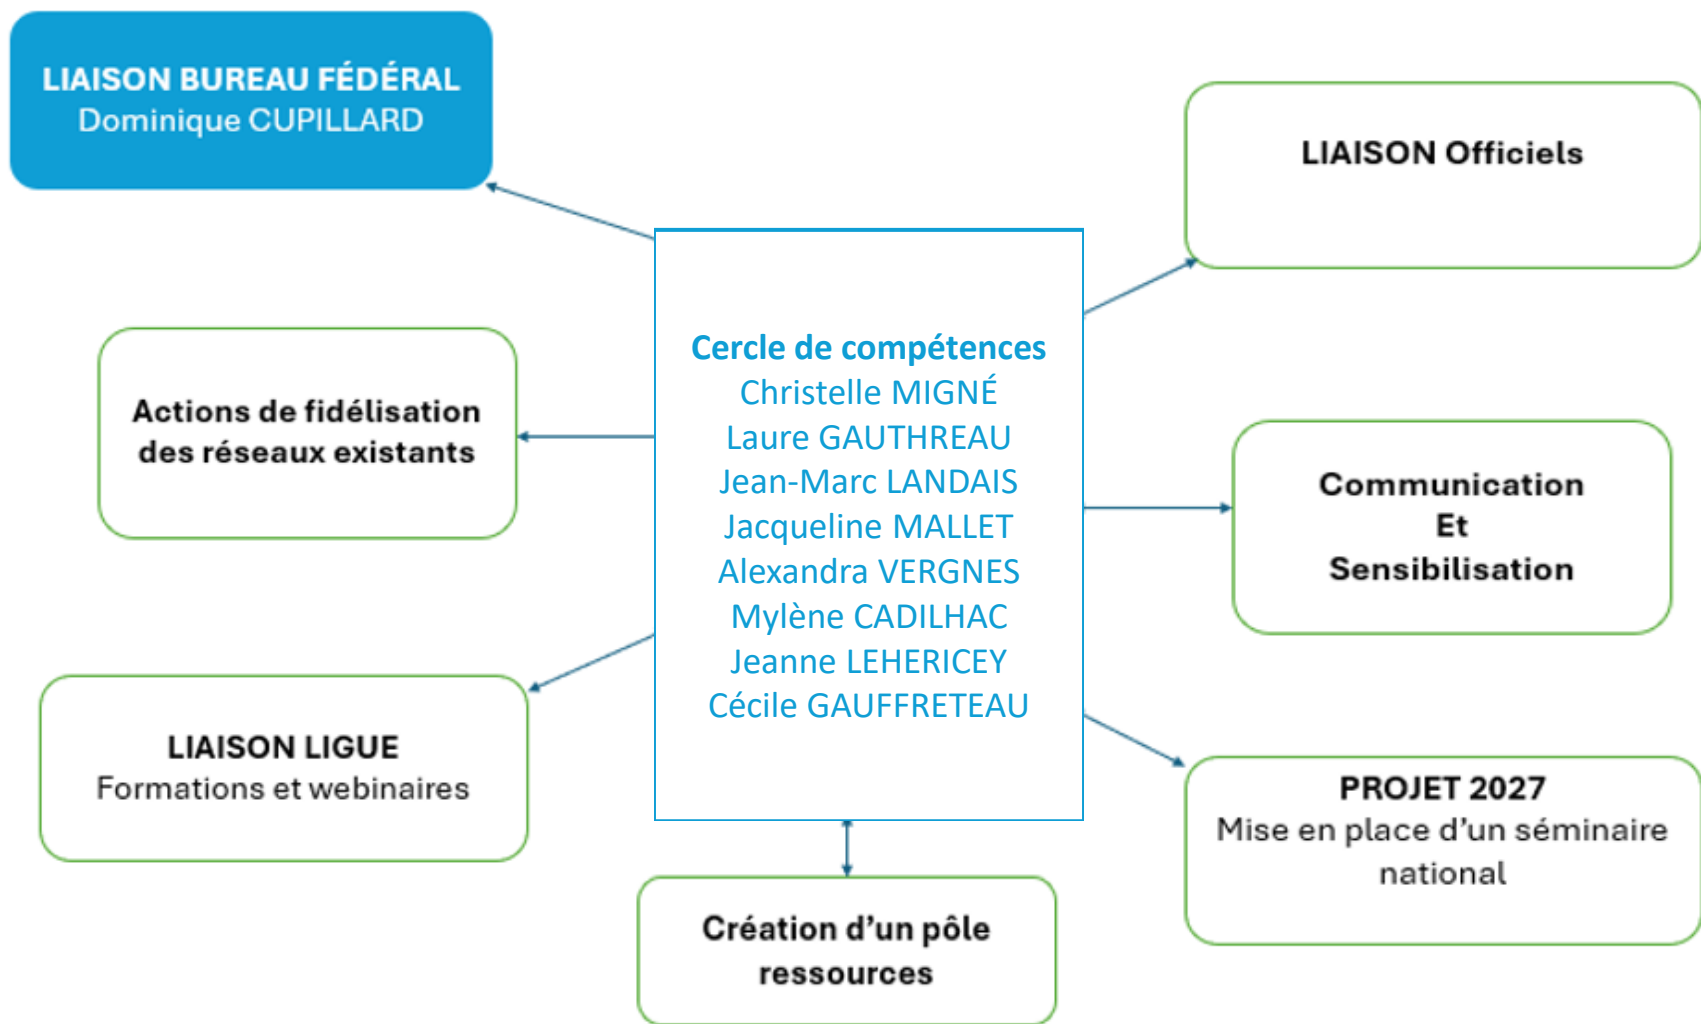 LIAISON BUREAU FÉDÉRAL
Dominique CUPILLARD
LIAISON Officiels
Cercle de compétences
Christelle MIGNÉ
Laure GAUTHREAU
Jean-Marc LANDAIS
Jacqueline MALLET
Alexandra VERGNES
Mylène CADILHAC
Jeanne LEHERICEY
Cécile GAUFFRETEAU
Actions de fidélisation
des réseaux existants
Communication
Et
Sensibilisation
LIAISON LIGUE
Formations et webinaires
PROJET 2027
Mise en place d’un séminaire
national
Création d’un pôle
ressources